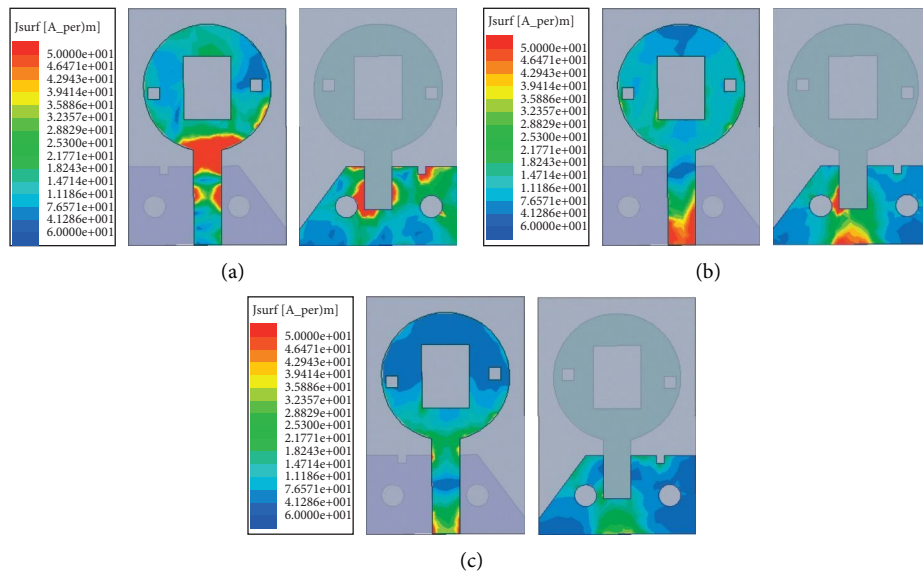 Jsurf [A_per)m]
5.0000e+001
4.6471e+001
4.2943e+001
3.9414e+001
3.5886e+001
3.2357e+001
2.8829e+001
2.5300e+001
2.1771e+001
1.8243e+001
1.4714e+001
1.1186e+001
7.6571e+001
4.1286e+001
6.0000e+001
(a)
Jsurf [A_per)m]
5.0000e+001
4.6471e+001
4.2943e+001
3.9414e+001
3.5886e+001
3.2357e+001
2.8829e+001
2.5300e+001
2.1771e+001
1.8243e+001
1.4714e+001
1.1186e+001
7.6571e+001
4.1286e+001
6.0000e+001
(b)
Jsurf [A_per)m]
5.0000e+001
4.6471e+001
4.2943e+001
3.9414e+001
3.5886e+001
3.2357e+001
2.8829e+001
2.5300e+001
2.1771e+001
1.8243e+001
1.4714e+001
1.1186e+001
7.6571e+001
4.1286e+001
6.0000e+001
(c)